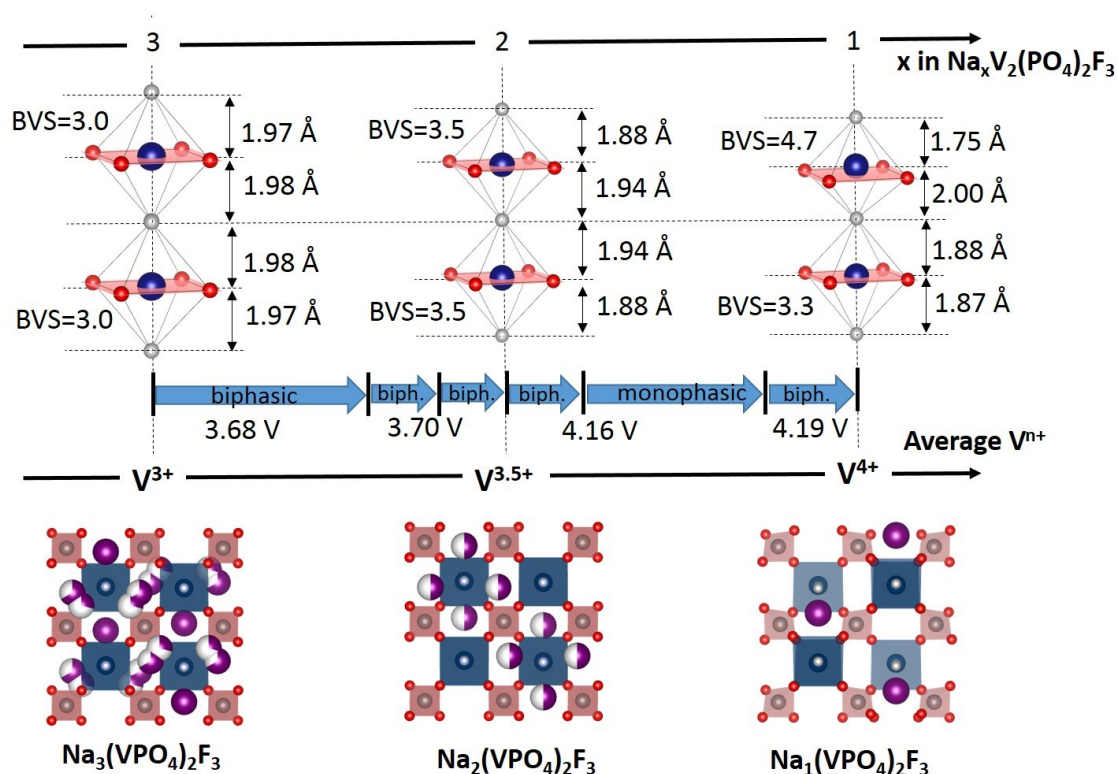 3 2 1
x in NaxV2(PO4)2F3
BVS=3.0 1.97 Å BVS=3.5 1.88 Å BVS=4.7 1.75 Å
1.98 Å 1.94 Å 2.00 Å
1.98 Å 1.94 Å 1.88 Å
BVS=3.0 1.97 Å BVS=3.5 1.88 Å BVS=3.3 1.87 Å
biphasic biph. biph. biph. monophasic biph.
3.68 V 3.70 V 4.16 V 4.19 V
Average Vn+
V3+ V3.5+ V4+
Na3(VPO4)2F3 Na2(VPO4)2F3 Na1(VPO4)2F3